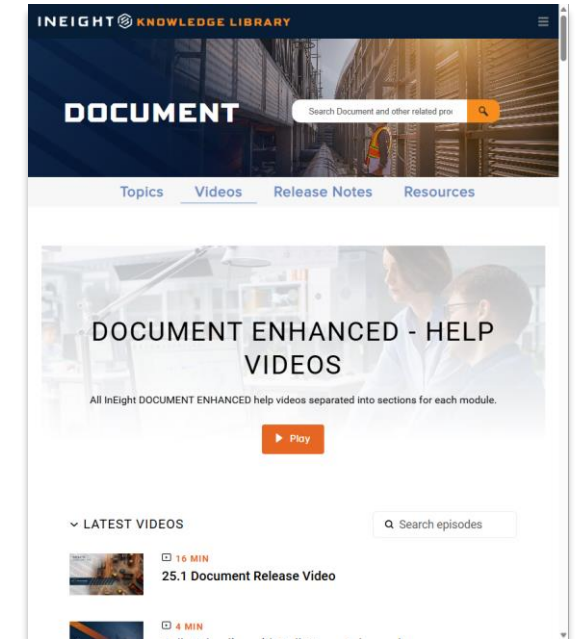 INEIGHT KNOWLEDGE LIBRARY
DOCUMENT
Search Document and other related pro
Topics Videos Release Notes Resources
DOCUMENT ENHANCED - HELP
VIDEOS
All InEight DOCUMENT ENHANCED help videos separated into sections for each module.
Play
LATEST VIDEOS
Search episodes
16 MIN
25.1 Document Release Video
4 MIN